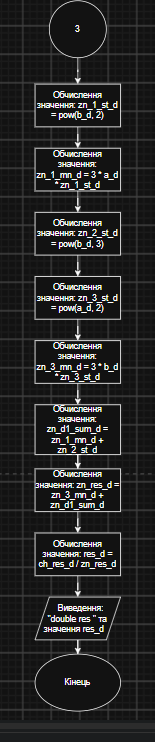 3
Обчислення
значення: zn_1_st_d
= pow(b_d, 2)
Обчислення
значення:
zn_1_mn_d = 3 * a_d
* zn_1_st_d
Обчислення
значення: zn_2_st_d
= pow(b_d, 3)
Обчислення
значення: zn_3_st_d
= pow(a_d, 2)
Обчислення
значення:
zn_3_mn_d = 3 * b_d
* zn_3_st_d
Обчислення
значення:
zn_d1_sum_d =
zn_1_mn_d +
zn_2_st_d
Обчислення
значення: zn_res_d =
zn_3_mn_d +
zn_d1_sum_d
Обчислення
значення: res_d =
ch_res_d / zn_res_d
Виведення:
"double res " та
значення res_d
Кінець